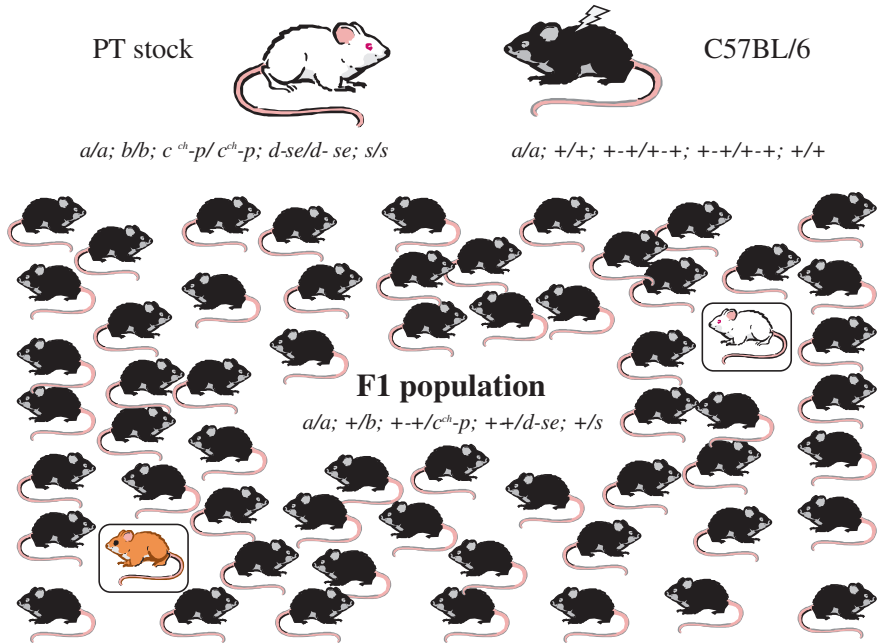 PT stock
C57BL/6
a/a; b/b; c ch-p/ cch-p; d-se/d- se; s/s
a/a; +/+; +-+/+-+; +-+/+-+; +/+
F1 population
a/a; +/b; +-+/cch-p; +-+/d-se; +/s